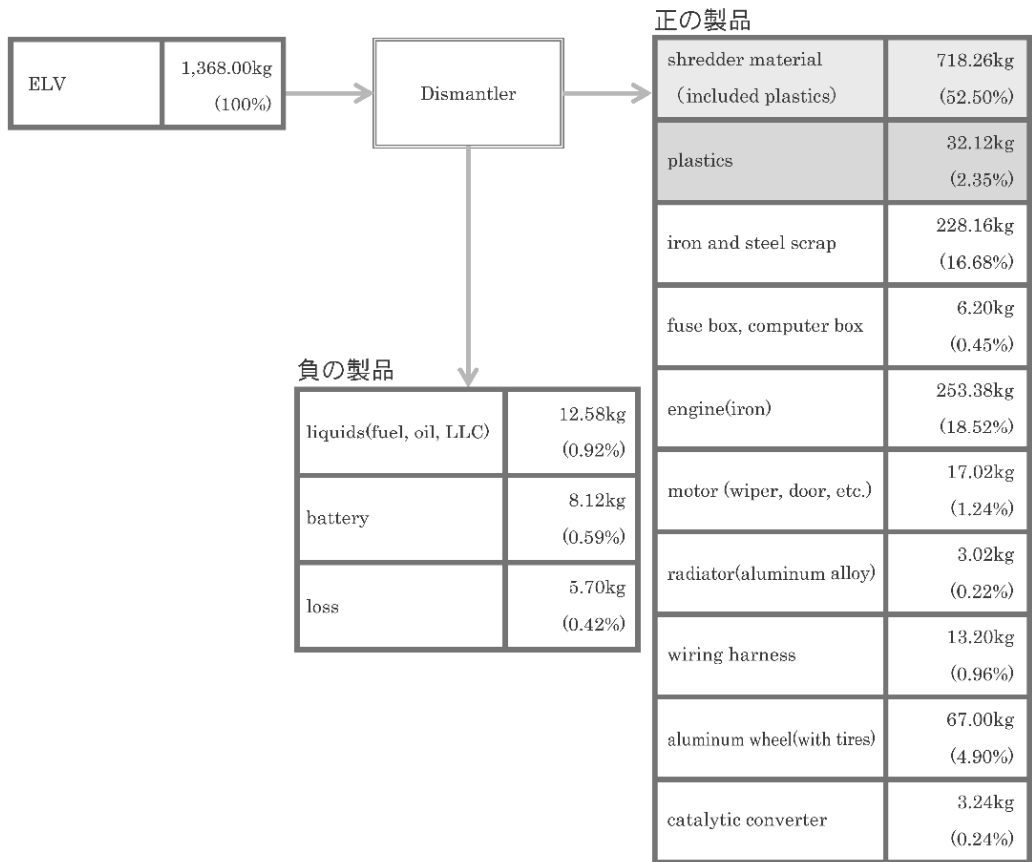 正の製品
ELV
1,368.00kg
(100%)
Dismantler
shredder material
（included plastics）
718.26kg
(52.50%)
plastics
32.12kg
(2.35%)
iron and steel scrap
228.16kg
(16.68%)
fuse box, computer box
6.20kg
(0.45%)
engine(iron)
253.38kg
(18.52%)
motor (wiper, door, etc.)
17.02kg
(1.24%)
radiator(aluminum alloy)
3.02kg
(0.22%)
wiring harness
13.20kg
(0.96%)
aluminum wheel(with tires)
67.00kg
(4.90%)
catalytic converter
3.24kg
(0.24%)
負の製品
liquids(fuel, oil, LLC)
12.58kg
(0.92%)
battery
8.12kg
(0.59%)
loss
5.70kg
(0.42%)